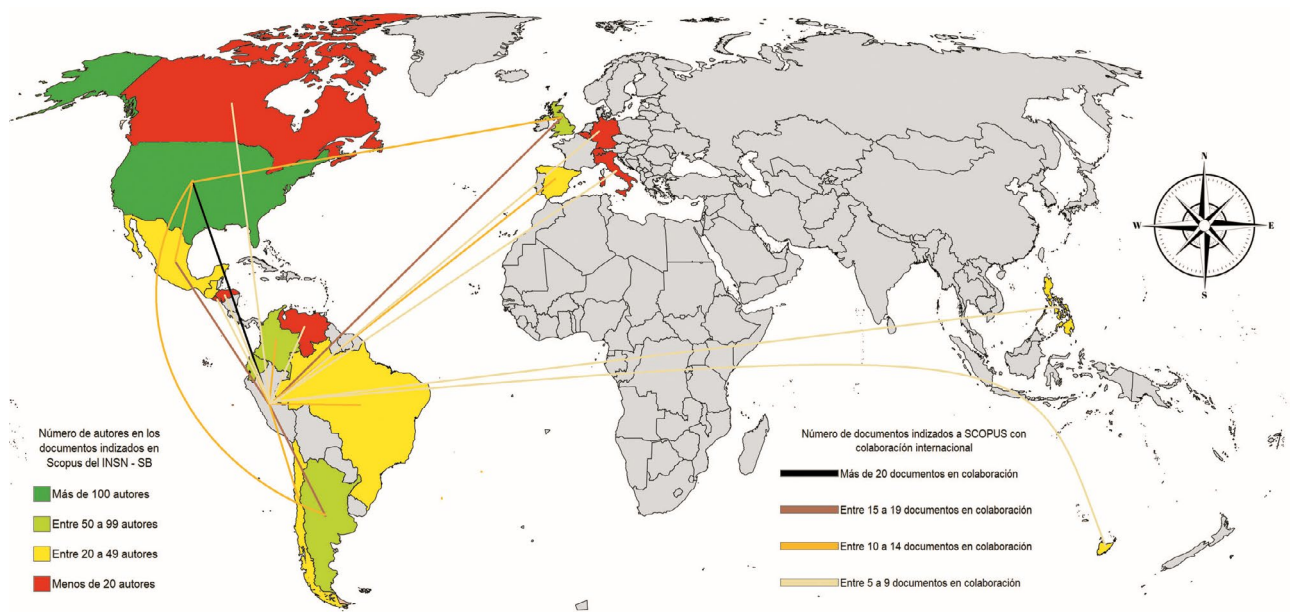 N
W
E
S
Número de autores en los
documentos indizados en
Scopus del INSN - SB
Más de 100 autores
Entre 50 a 99 autores
Entre 20 a 49 autores
Menos de 20 autores
Número de documentos indizados a SCOPUS con
colaboración internacional
Más de 20 documentos en colaboración
Entre 15 a 19 documentos en colaboración
Entre 10 a 14 documentos en colaboración
Entre 5 a 9 documentos en colaboración